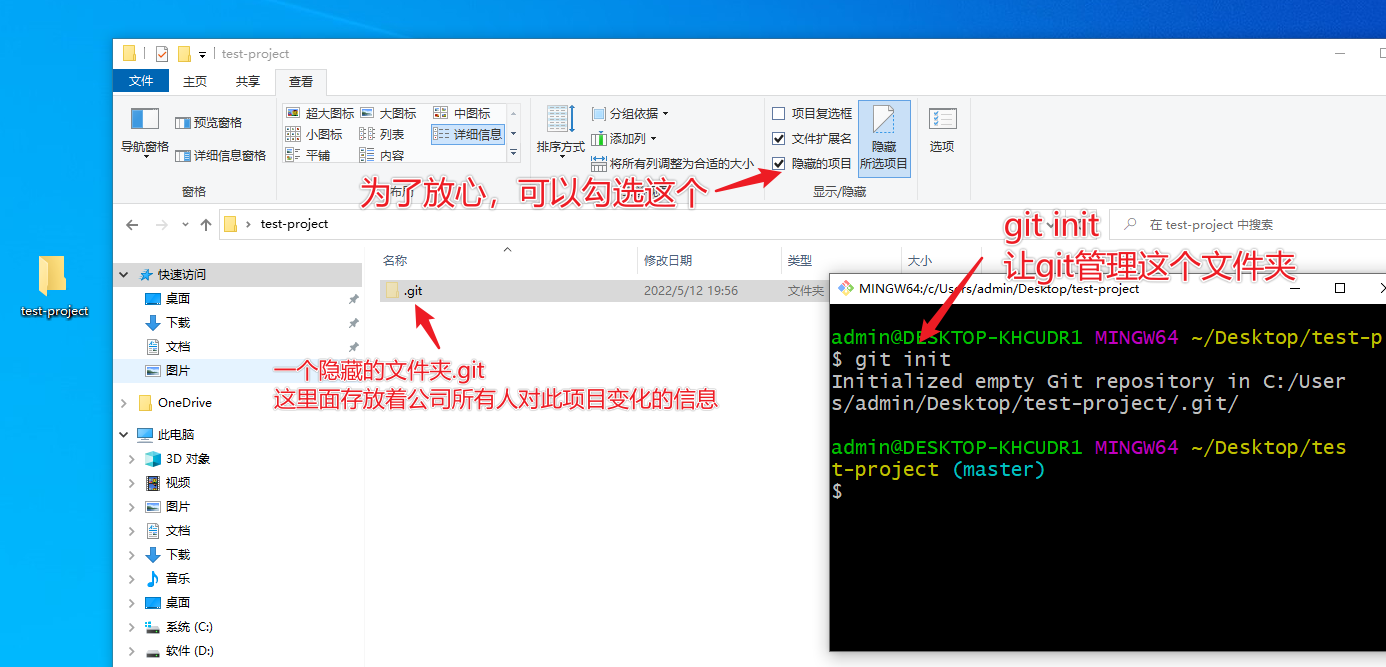 test-project
文件
主页
共享
查看
导航窗格
预览窗格
详细信息窗格
窗格
超大图标
大图标
中图标
小图标
列表
详细信息
平铺
内容
布局
排序方式
分组依据
添加列
将所有列调整为合适的大小
项目复选框
文件扩展名
隐藏的项目
隐藏
所选项目
显示/隐藏
选项
为了放心，可以勾选这个
test-project
在 test-project 中搜索
git init
让git管理这个文件夹
名称
修改日期
类型
大小
.git
2022/5/12 19:56
文件夹
一个隐藏的文件夹.git
这里面存放着公司所有人对此项目变化的信息
test-project
快速访问
桌面
下载
文档
图片
OneDrive
此电脑
3D 对象
视频
图片
文档
下载
音乐
桌面
系统 (C:)
软件 (D:)
MINGW64:/c/Users/admin/Desktop/test-project
admin@DESKTOP-KHCUDR1 MINGW64 ~/Desktop/test-p
$ git init
Initialized empty Git repository in C:/User
s/admin/Desktop/test-project/.git/
admin@DESKTOP-KHCUDR1 MINGW64 ~/Desktop/tes
t-project (master)
$